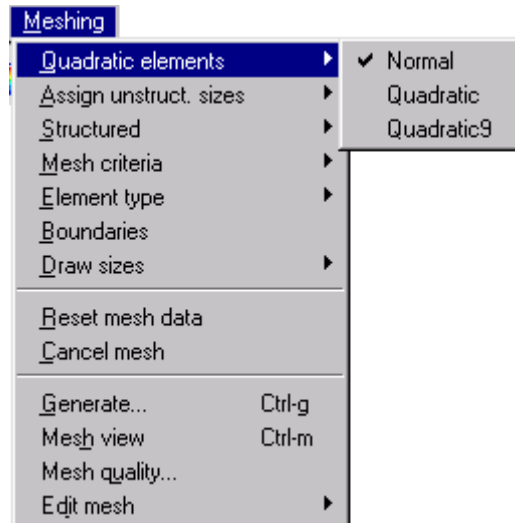 Meshing
Quadratic elements
Normal
Assign unstruct. sizes
Quadratic
Structured
Quadratic9
Mesh criteria
Element type
Boundaries
Draw sizes
Reset mesh data
Cancel mesh
Generate... Ctrl-g
Mesh view Ctrl-m
Mesh quality...
Edit mesh